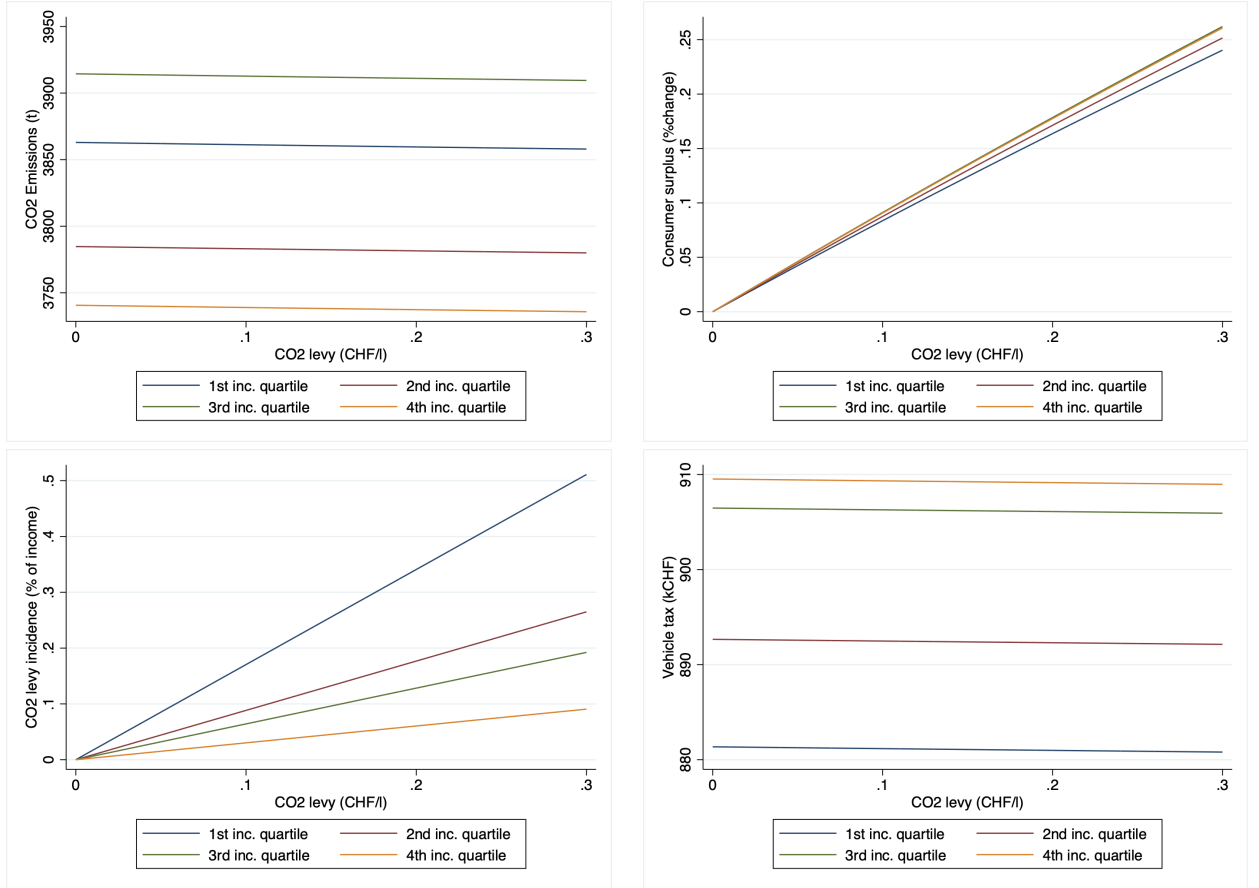 CO2 Emissions (t)
3950
3900
3850
3800
3750
0 .1 .2 .3
CO2 levy (CHF/l)
1st inc. quartile 2nd inc. quartile
3rd inc. quartile 4th inc. quartile
Consumer surplus (%change)
.25
.2
.15
.1
.05
0
0 .1 .2 .3
CO2 levy (CHF/l)
1st inc. quartile 2nd inc. quartile
3rd inc. quartile 4th inc. quartile
CO2 levy incidence (% of income)
.5
.4
.3
.2
.1
0
0 .1 .2 .3
CO2 levy (CHF/l)
1st inc. quartile 2nd inc. quartile
3rd inc. quartile 4th inc. quartile
Vehicle tax (kCHF)
910
900
890
880
0 .1 .2 .3
CO2 levy (CHF/l)
1st inc. quartile 2nd inc. quartile
3rd inc. quartile 4th inc. quartile